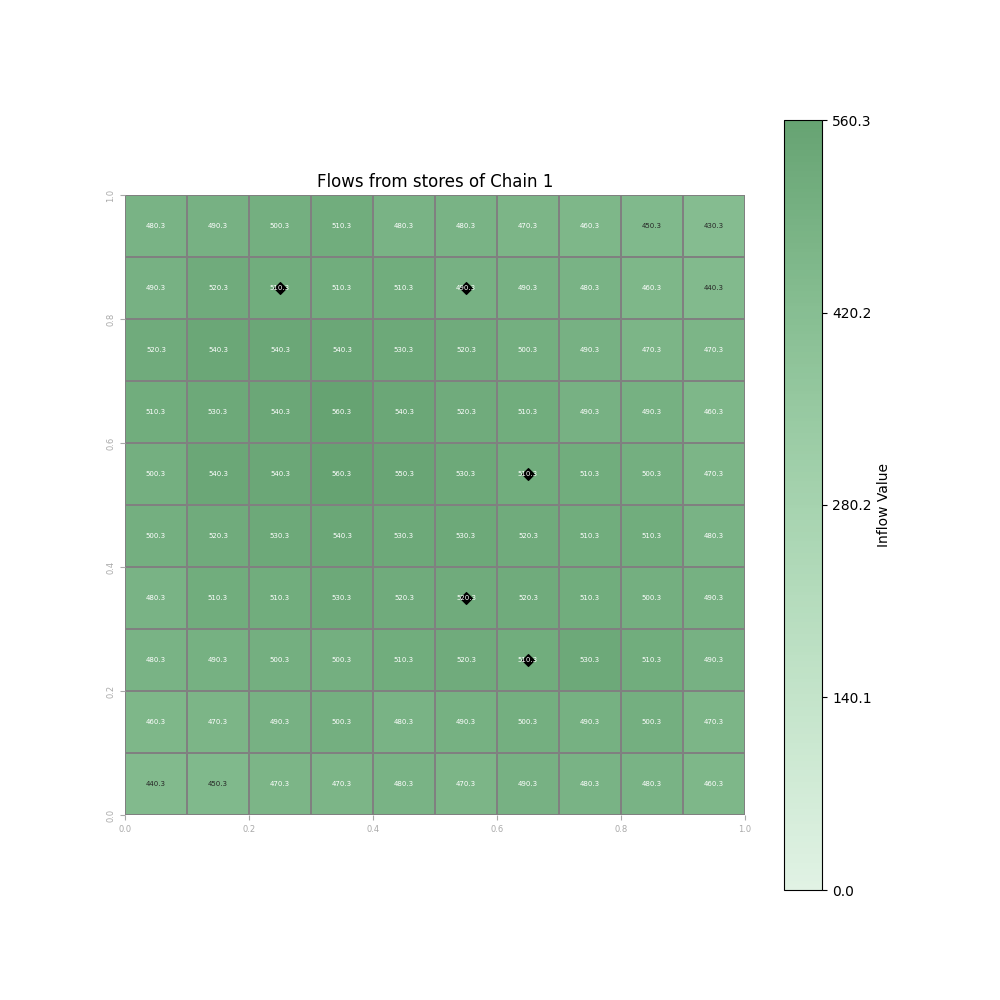 Flows from stores of Chain 1
560.3
420.2
280.2
140.1
0.0
Inflow Value
1.0
0.8
0.6
0.4
0.2
0.0
480.3 490.3 500.3 510.3 480.3 480.3 470.3 460.3 450.3 430.3
490.3 520.3 510.3 510.3 510.3 490.3 490.3 480.3 460.3 440.3
520.3 540.3 540.3 540.3 530.3 520.3 500.3 490.3 470.3 470.3
510.3 530.3 540.3 560.3 540.3 520.3 510.3 490.3 490.3 460.3
500.3 540.3 540.3 560.3 550.3 530.3 510.3 510.3 500.3 470.3
500.3 520.3 530.3 540.3 530.3 530.3 520.3 510.3 510.3 480.3
480.3 510.3 510.3 530.3 520.3 520.3 520.3 510.3 500.3 490.3
480.3 490.3 500.3 500.3 510.3 520.3 510.3 530.3 510.3 490.3
460.3 470.3 490.3 500.3 480.3 490.3 500.3 490.3 500.3 470.3
440.3 450.3 470.3 470.3 480.3 470.3 490.3 480.3 480.3 460.3
0.0 0.2 0.4 0.6 0.8 1.0